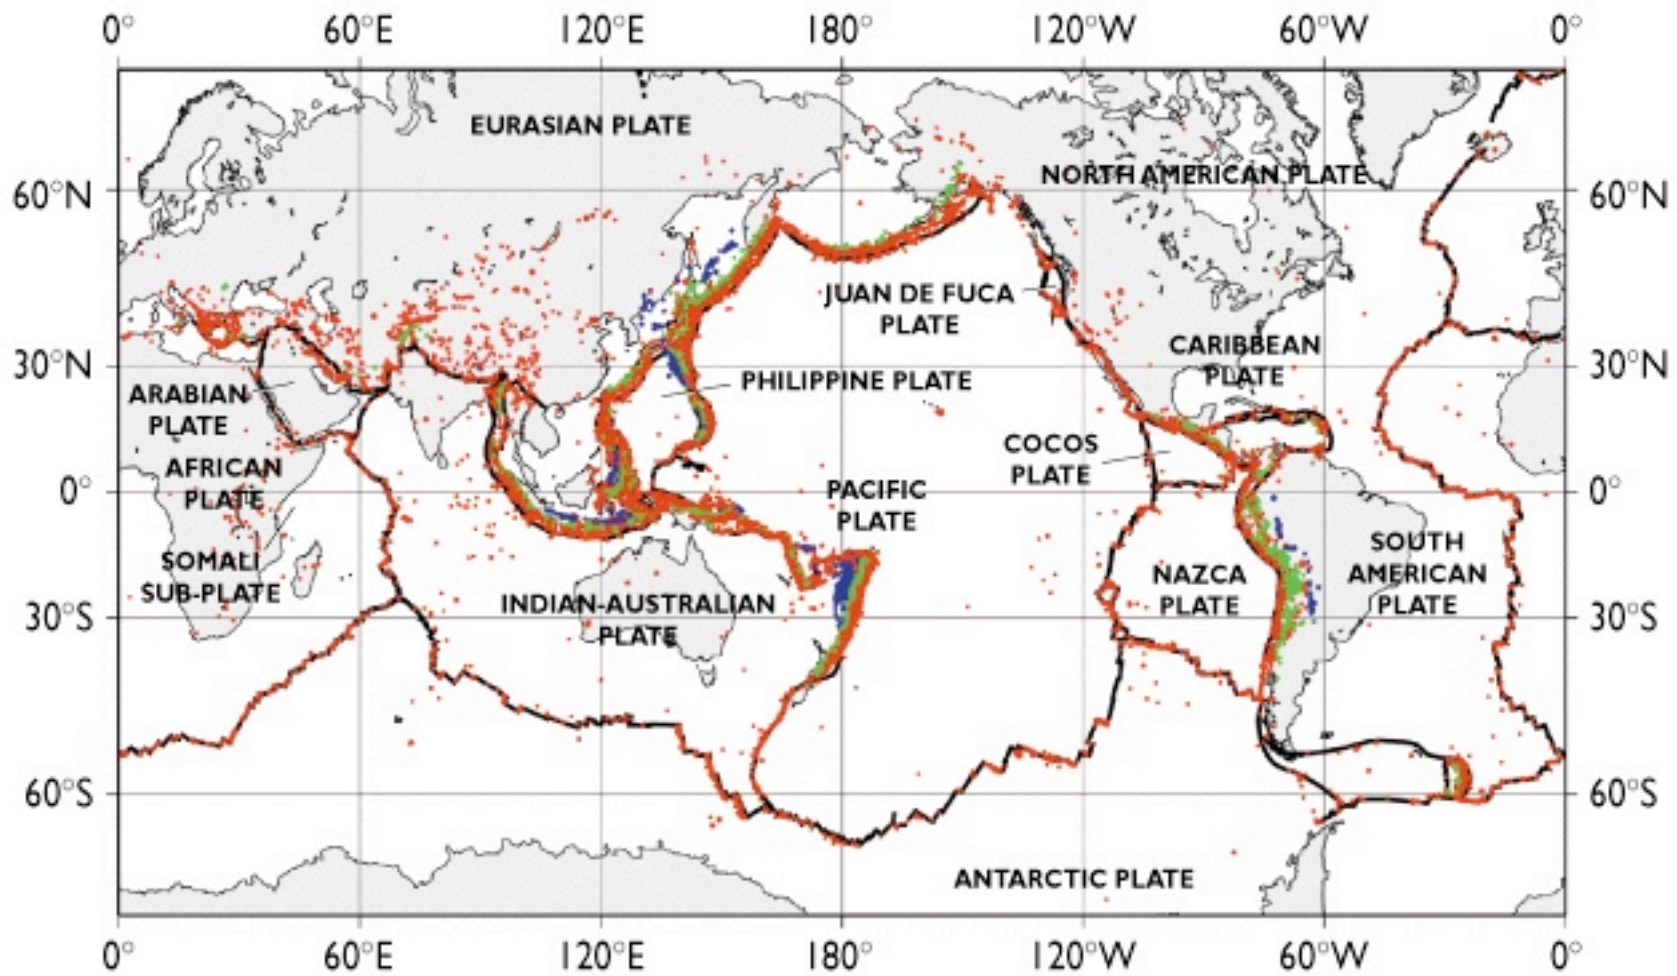 0° 60°E 120°E 180° 120°W 60°W 0°
EURASIAN PLATE
NORTH AMERICAN PLATE
60°N 60°N
JUAN DE FUCA
PLATE
CARIBBEAN
PLATE
30°N 30°N
PHILIPPINE PLATE
ARABIAN
PLATE
COCOS
PLATE
AFRICAN
PLATE
0° 0°
PACIFIC
PLATE
SOMALI
SUB-PLATE
SOUTH
AMERICAN
PLATE
NAZCA
PLATE
INDIAN-AUSTRALIAN
PLATE
30°S 30°S
60°S 60°S
ANTARCTIC PLATE
0° 60°E 120°E 180° 120°W 60°W 0°